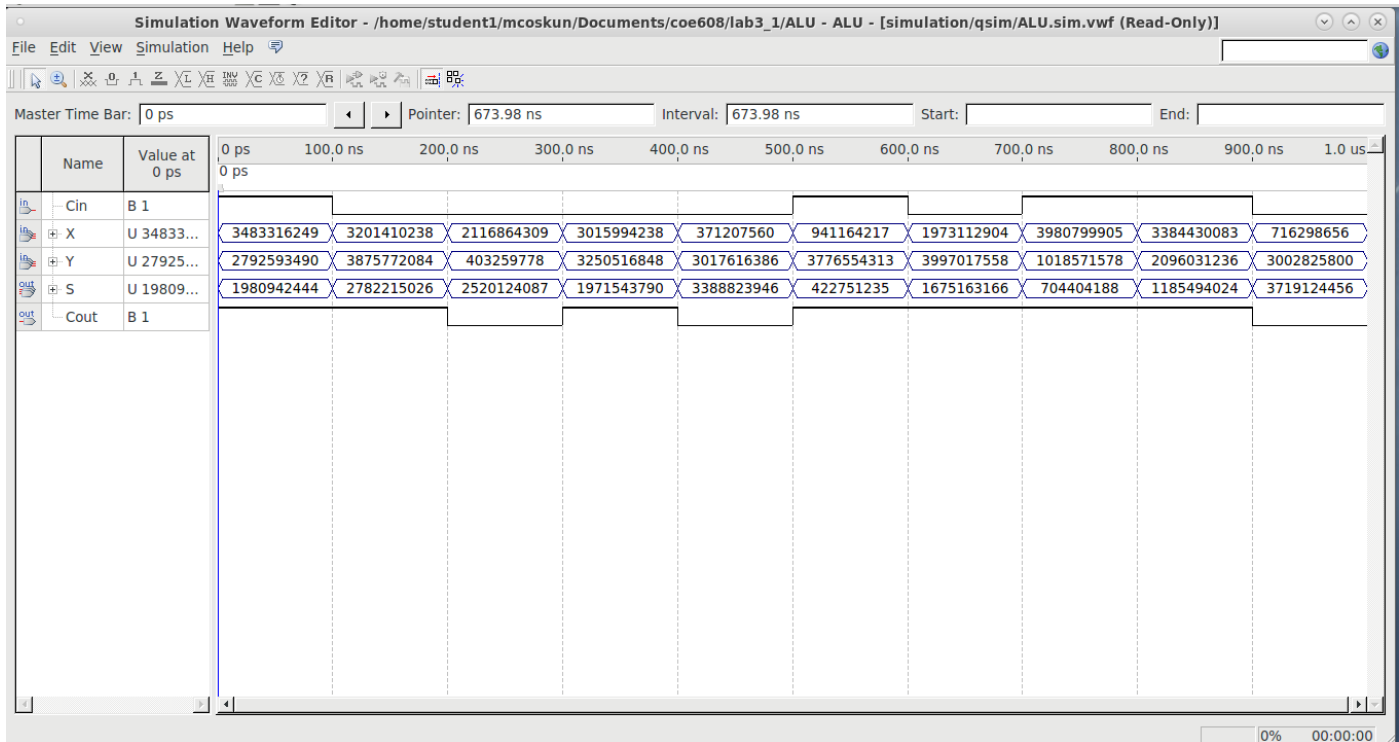 Simulation Waveform Editor - /home/student1/mcoskun/Documents/coe608/lab3_1/ALU - ALU - [simulation/qsim/ALU.sim.vwf (Read-Only)]
File Edit View Simulation Help
Master Time Bar: 0 ps Pointer: 673.98 ns Interval: 673.98 ns Start: End:
Name Value at 0 ps
0 ps 100.0 ns 200.0 ns 300.0 ns 400.0 ns 500.0 ns 600.0 ns 700.0 ns 800.0 ns 900.0 ns 1.0 us
0 ps
Cin B 1
X U 34833... 3483316249 3201410238 2116864309 3015994238 371207560 941164217 1973112904 3980799905 3384430083 716298656
Y U 27925... 2792593490 3875772084 403259778 3250516848 3017616386 3776554313 3997017558 1018571578 2096031236 3002825800
S U 19809... 1980942444 2782215026 2520124087 1971543790 3388823946 422751235 1675163166 704404188 1185494024 3719124456
Cout B 1
0% 00:00:00